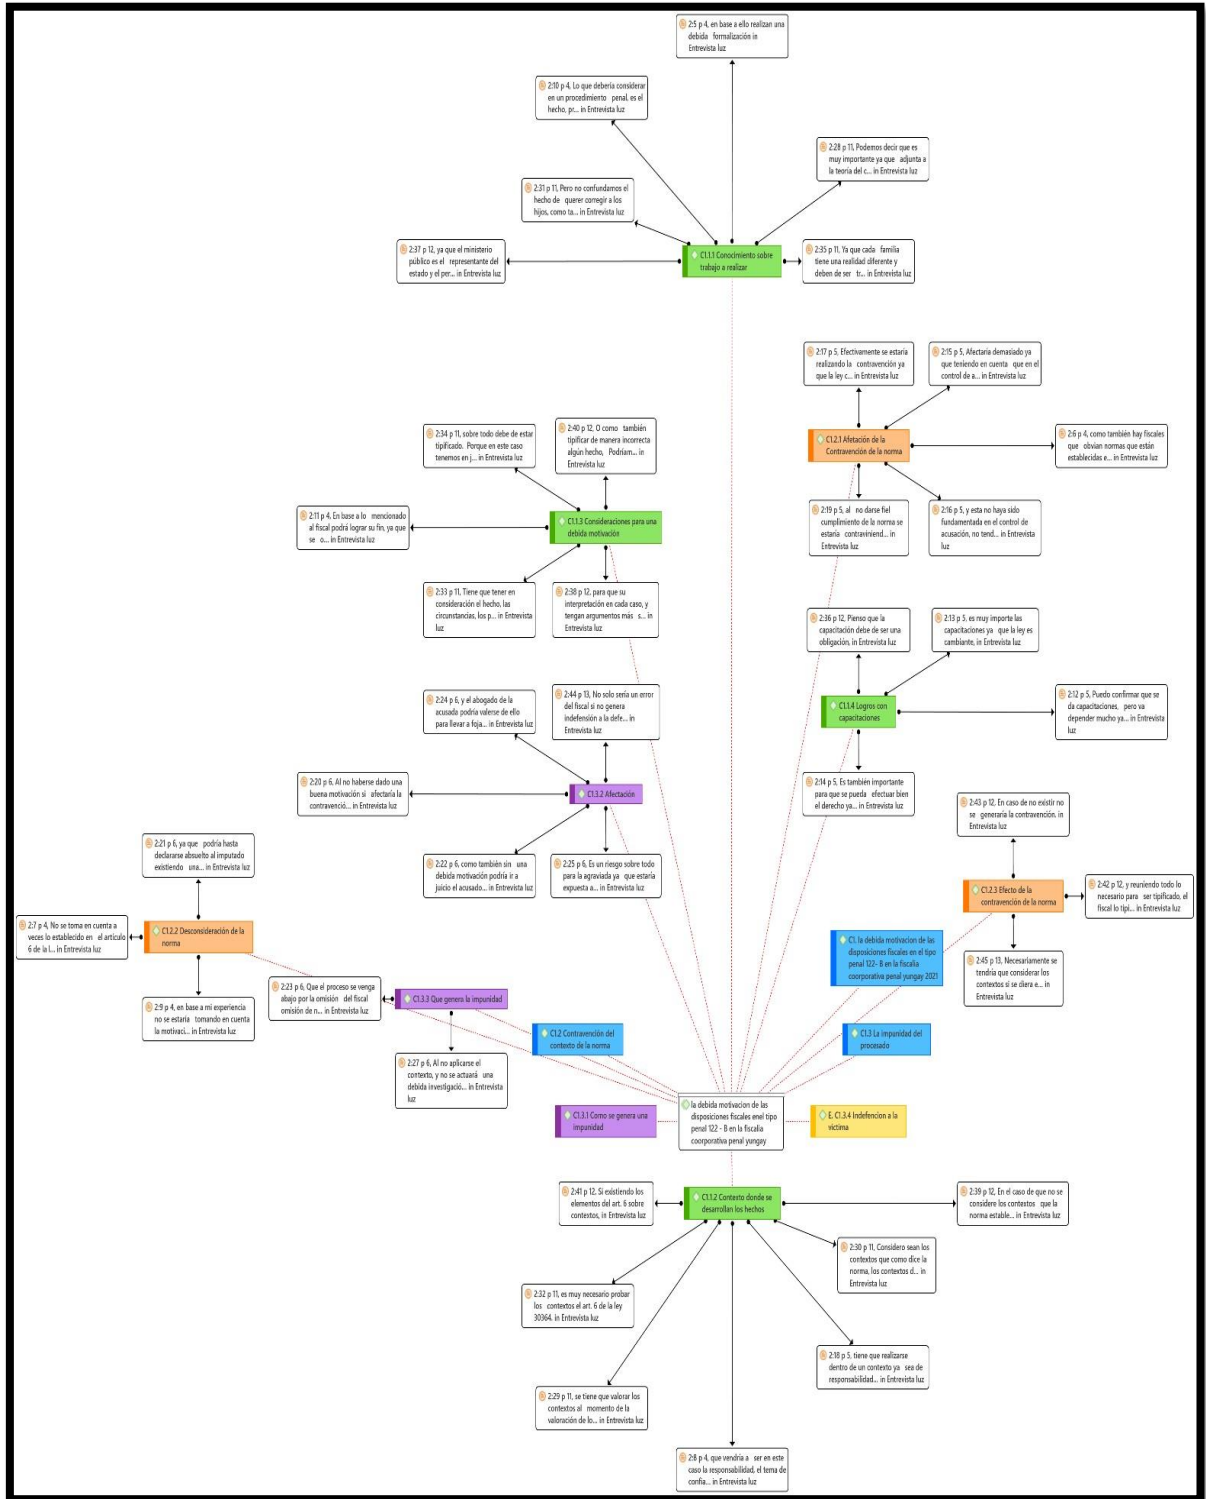 2:5 p 4, en base a ello realizan una
debida formalización in
Entrevista luz
2:10 p 4, Lo que debería considerar
en un procedimiento penal, es el
hecho, pr... in Entrevista luz
2:28 p 11, Podemos decir que es
muy importante ya que adjunta a
la teoría del c... in Entrevista luz
2:31 p 11, Pero no confundamos el
hecho de querer corregir a los
hijos, como ta... in Entrevista luz
2:37 p 12, ya que el ministerio
público es el representante del
estado y el per... in Entrevista luz
C1.1.1 Conocimiento sobre
trabajo a realizar
2:35 p 11, Ya que cada familia
tiene una realidad diferente y
deben de ser tr... in Entrevista luz
2:17 p 5, Efectivamente se estaría
realizando la contravención ya
que la ley c... in Entrevista luz
2:15 p 5, Afectaría demasiado ya
que teniendo en cuenta que en el
control de a... in Entrevista luz
C1.2.1 Afetación de la
Contravención de la norma
2:6 p 4, como también hay fiscales
que obvian normas que están
establecidas e... in Entrevista luz
2:19 p 5, al no darse fiel
cumplimiento de la norma se
estaría contraviniend... in
Entrevista luz
2:16 p 5, y esta no haya sido
fundamentada en el control de
acusación, no tend... in Entrevista
luz
2:34 p 11, sobre todo debe de estar
tipificado. Porque en este caso
tenemos en j... in Entrevista luz
2:40 p 12, O como también
tipificar de manera incorrecta
algún hecho, Podríam... in
Entrevista luz
2:11 p 4, En base a lo mencionado
al fiscal podrá lograr su fin, ya que
se o... in Entrevista luz
C1.1.3 Consideraciones para una
debida motivación
2:33 p 11, Tiene que tener en
consideración el hecho, las
circunstancias, los p... in Entrevista
luz
2:38 p 12, para que su
interpretación en cada caso, y
tengan argumentos más s... in
Entrevista luz
2:36 p 12, Pienso que la
capacitación debe de ser una
obligación, in Entrevista luz
2:13 p 5, es muy importe las
capacitaciones ya que la ley es
cambiante, in Entrevista luz
C1.1.4 Logros con
capacitaciones
2:12 p 5, Puedo confirmar que se
da capacitaciones, pero va
depender mucho ya... in Entrevista
luz
2:14 p 5, Es también importante
para que se pueda efectuar bien
el derecho ya... in Entrevista luz
2:24 p 6, y el abogado de la
acusada podría valerse de ello
para llevar a foja... in Entrevista luz
2:44 p 13, No solo sería un error
del fiscal si no genera
indefensión a la defe... in
Entrevista luz
2:20 p 6. Al no haberse dado una
buena motivación si afectaría la
contravenció... in Entrevista luz
C1.3.2 Afectación
2:22 p 6, como también sin una
debida motivación podría ir a
juicio el acusado... in Entrevista luz
2:25 p 6, Es un riesgo sobre todo
para la agraviada ya que estaría
expuesta a... in Entrevista luz
2:43 p 12, En caso de no existir no
se generaría la contravención. in
Entrevista luz
C1.2.3 Efecto de la
contravención de la norma
2:42 p 12, y reuniendo todo lo
necesario para ser tipificado, el
fiscal lo tipi... in Entrevista luz
2:45 p 13, Necesariamente se
tendría que considerar los
contextos si se diera e... in
Entrevista luz
2:21 p 6, ya que podría hasta
declararse absuelto al imputado
existiendo una... in Entrevista luz
2:7 p 4, No se toma en cuenta a
veces lo establecido en el artículo
6 de la l... in Entrevista luz
C1.2.2 Desconsideración de la
norma
2:9 p 4, en base a mi experiencia
no se estaría tomando en cuenta
la motivaci... in Entrevista luz
2:23 p 6, Que el proceso se venga
abajo por la omisión del fiscal
omisión de n... in Entrevista luz
C1.3.3 Que genera la impunidad
2:27 p 6, Al no aplicarse el
contexto, y no se actuará una
debida investigació... in Entrevista
luz
C1. la debida motivacion de las
disposiciones fiscales en el tipo
penal 122- B en la fiscalia
coorporativa penal yungay 2021
C1.2 Contravención del
contexto de la norma
C1.3 La impunidad del
procesado
C1.3.1 Como se genera una
impunidad
la debida motivacion de las
disposiciones fiscales enel tipo
penal 122 - B en la fiscalia
coorporativa penal yungay
E. C1.3.4 Indefencion a la
victima
2:41 p 12, Si existiendo los
elementos del art. 6 sobre
contextos, in Entrevista luz
C1.1.2 Contexto donde se
desarrollan los hechos
2:39 p 12, En el caso de que no se
considere los contextos que la
norma estable... in Entrevista luz
2:30 p 11, Considero sean los
contextos que como dice la
norma, los contextos d... in
Entrevista luz
2:32 p 11, es muy necesario probar
los contextos el art. 6 de la ley
30364. in Entrevista luz
2:18 p 5. tiene que realizarse
dentro de un contexto ya sea de
responsabilidad... in Entrevista luz
2:29 p 11, se tiene que valorar los
contextos al momento de la
valoración de lo... in Entrevista luz
2:8 p 4, que vendría a ser en este
caso la responsabilidad, el tema de
confia... in Entrevista luz